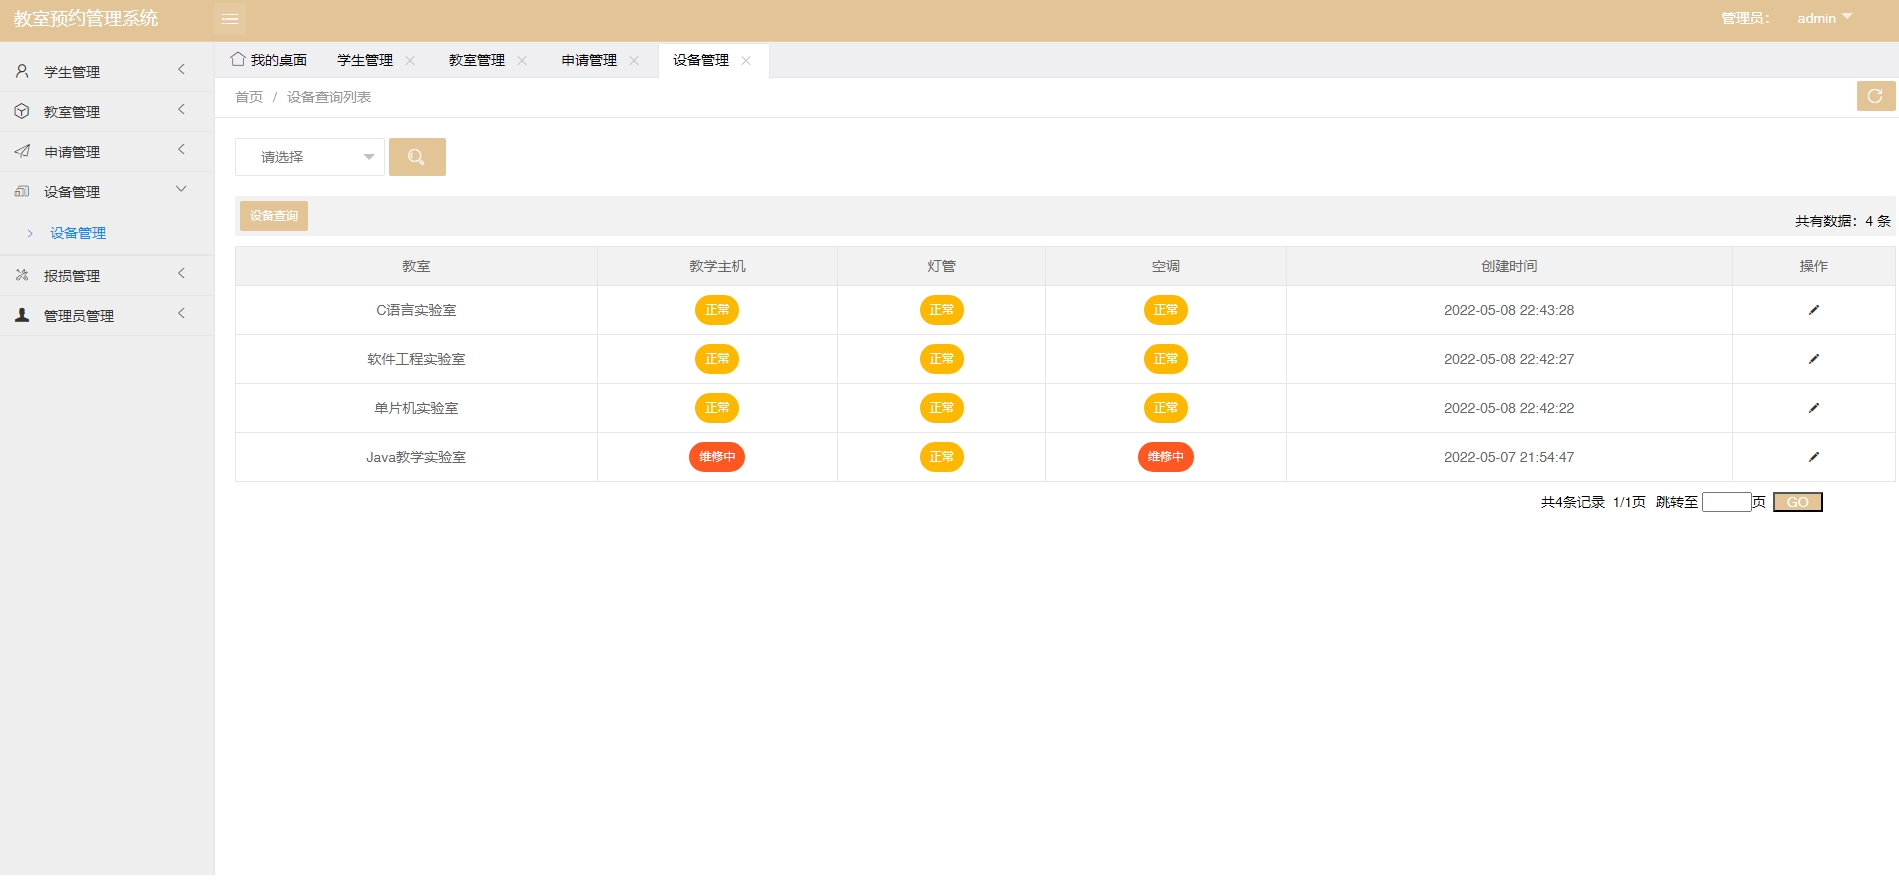 教室预约管理系统
管理员： admin
学生管理
教室管理
申请管理
设备管理
设备管理
报损管理
管理员管理
我的桌面 学生管理 教室管理 申请管理 设备管理
首页 / 设备查询列表
请选择
设备查询
共有数据：4 条
教室 教学主机 灯管 空调 创建时间 操作
C语言实验室 正常 正常 正常 2022-05-08 22:43:28
软件工程实验室 正常 正常 正常 2022-05-08 22:42:27
单片机实验室 正常 正常 正常 2022-05-08 22:42:22
Java教学实验室 维修中 正常 维修中 2022-05-07 21:54:47
共4条记录 1/1页 跳转至 页 GO